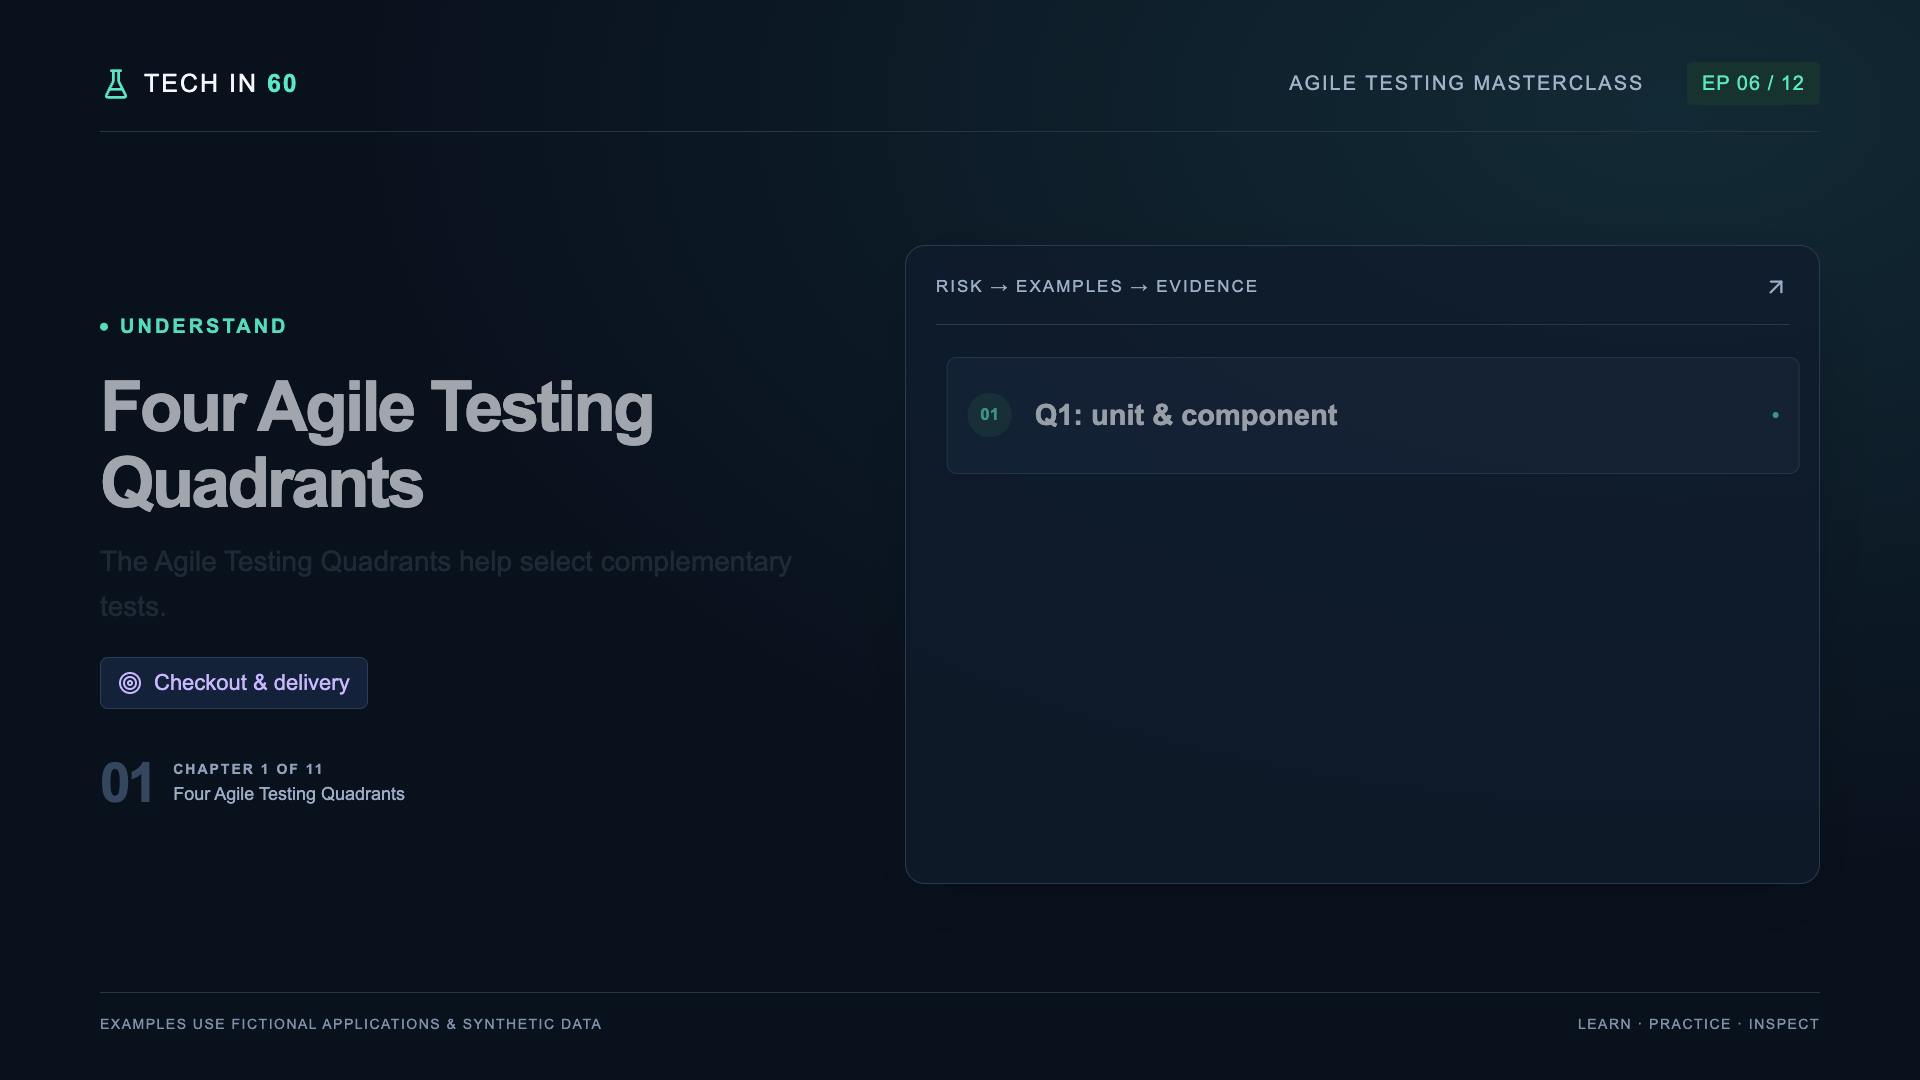 TECH IN 60
AGILE TESTING MASTERCLASS
EP 06 / 12
UNDERSTAND
Four Agile Testing
Quadrants
The Agile Testing Quadrants help select complementary
tests.
Checkout & delivery
01
CHAPTER 1 OF 11
Four Agile Testing Quadrants
RISK → EXAMPLES → EVIDENCE
01
Q1: unit & component
EXAMPLES USE FICTIONAL APPLICATIONS & SYNTHETIC DATA
LEARN · PRACTICE · INSPECT